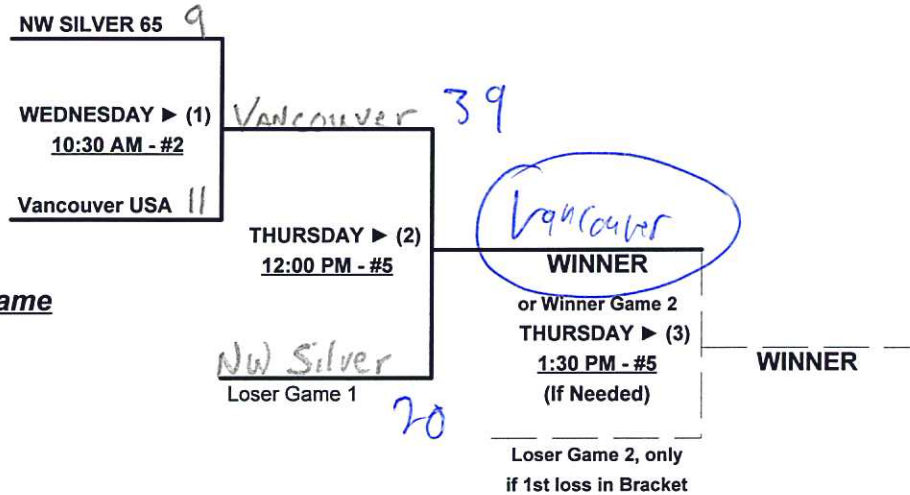 NW SILVER 65 9
WEDNESDAY ► (1)
10:30 AM - #2
Vancouver 39
Vancouver USA 11
THURSDAY ► (2)
12:00 PM - #5
Vancouver
WINNER
ame
or Winner Game 2
THURSDAY ► (3)
1:30 PM - #5
(If Needed)
WINNER
NW Silver
Loser Game 1
20
Loser Game 2, only
if 1st loss in Bracket